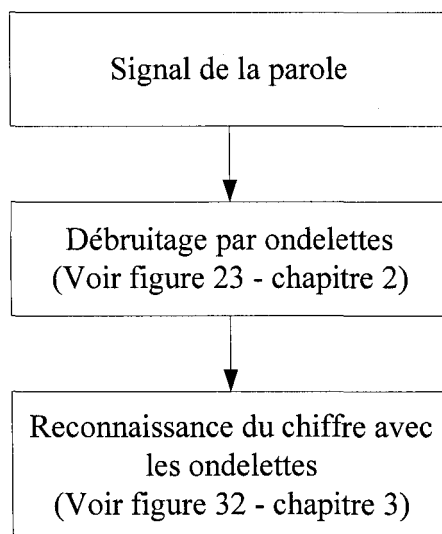 Signal de la parole
Débruitage par ondelettes
(Voir figure 23 - chapitre 2)
Reconnaissance du chiffre avec
les ondelettes
(Voir figure 32 - chapitre 3)